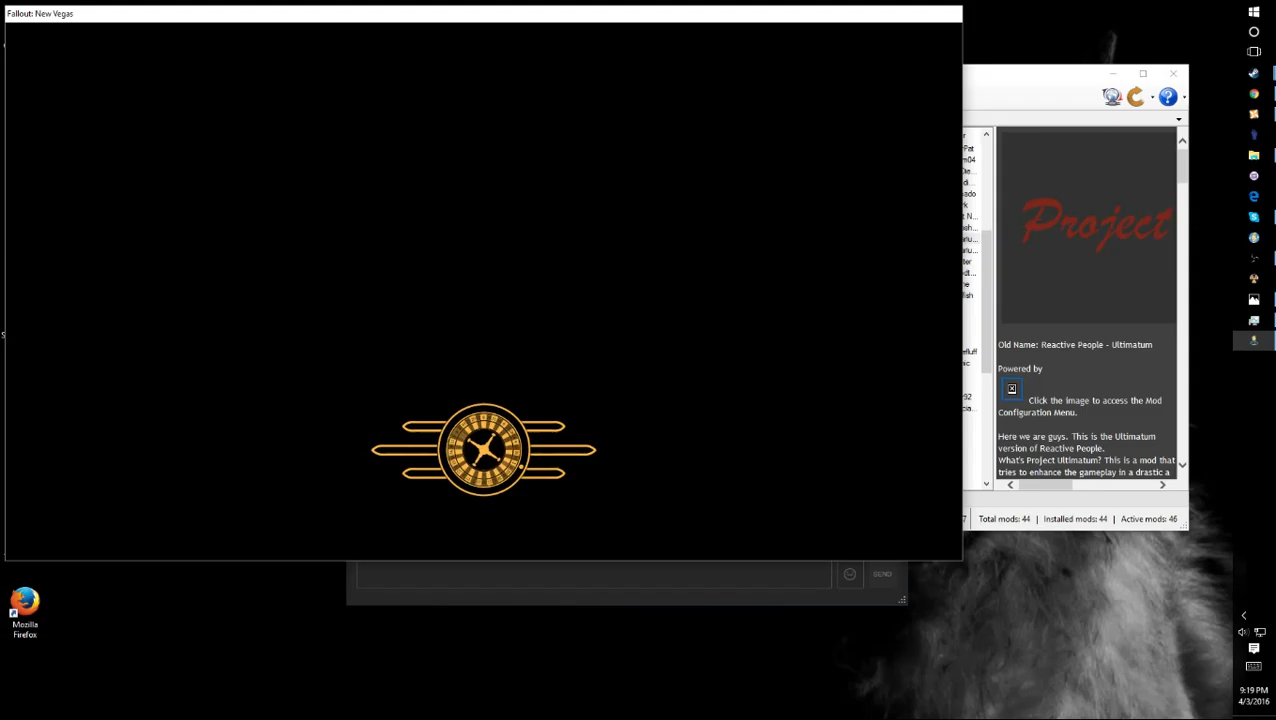 Fallout: New Vegas
Project
Old Name: Reactive People - Ultimatum
Powered by
Click the image to access the Mod
Configuration Menu.
Here we are guys. This is the Ultimatum
version of Reactive People.
What's Project Ultimatum? This is a mod that
tries to enhance the gameplay in a drastic a
Total mods: 44 | Installed mods: 44 | Active mods: 46
SEND
Mozilla
Firefox
9:19 PM
4/3/2016